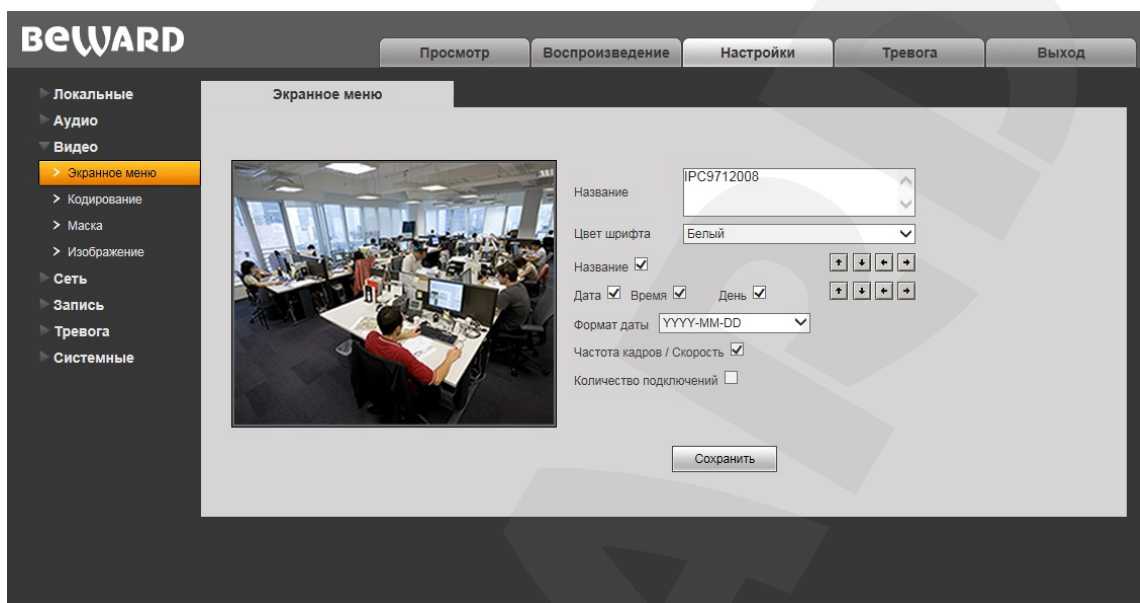 BEWARD
Просмотр Воспроизведение Настройки Тревога Выход
Локальные
Аудио
Видео
> Экранное меню
> Кодирование
> Маска
> Изображение
Сеть
Запись
Тревога
Системные
Экранное меню
Название IPC9712008
Цвет шрифта Белый
Название
Дата Время День
Формат даты YYYY-MM-DD
Частота кадров / Скорость
Количество подключений
Сохранить